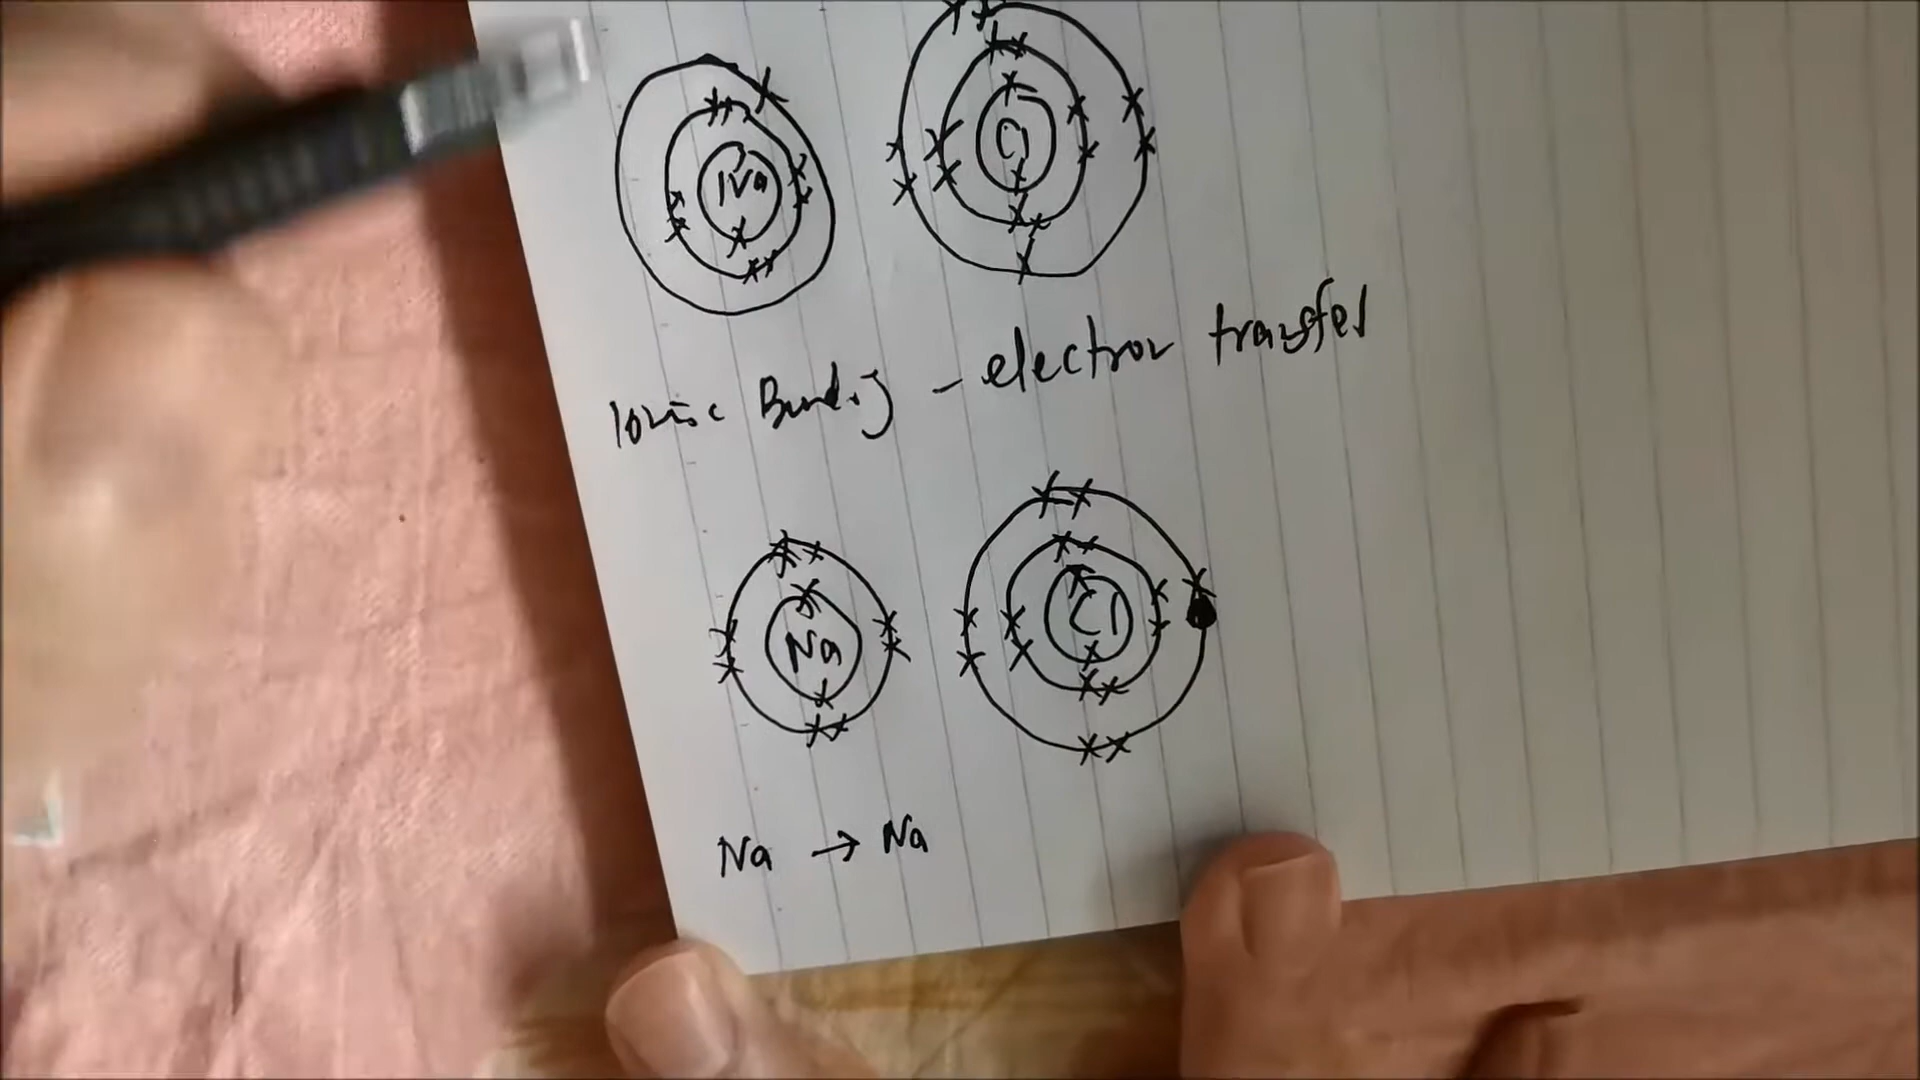 Na
Cl
Ionic Bonding - electron transfer
Na
Cl
Na → Na